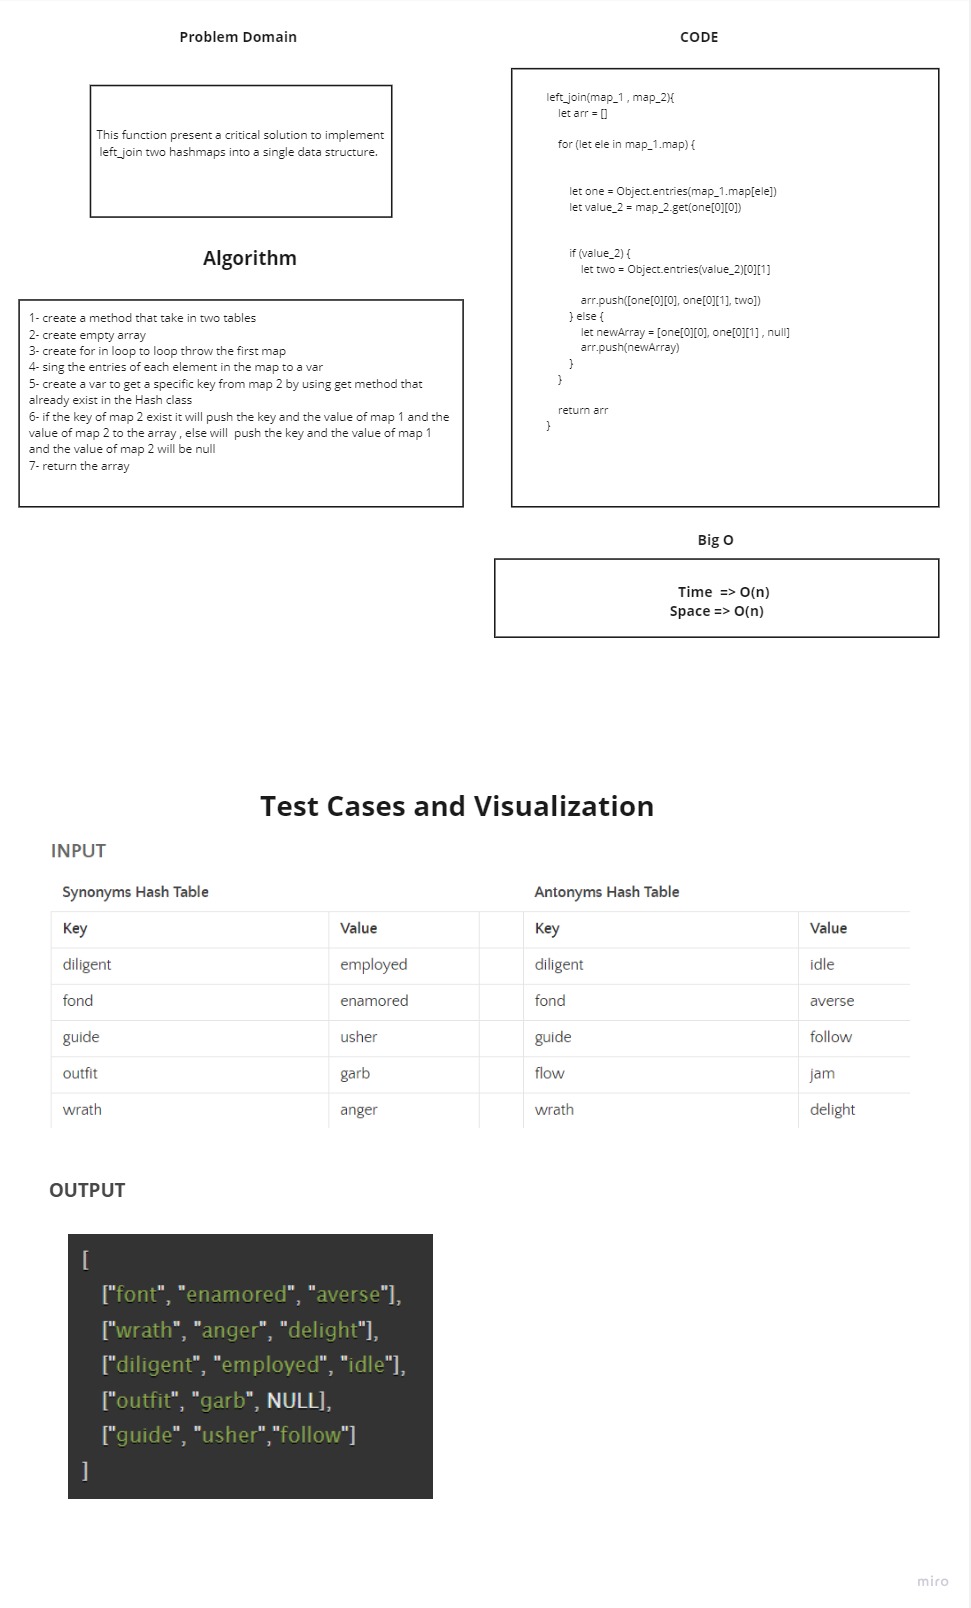 Problem Domain
This function present a critical solution to implement
left_join two hashmaps into a single data structure.
Algorithm
1- create a method that take in two tables
2- create empty array
3- create for in loop to loop throw the first map
4- sing the entries of each element in the map to a var
5- create a var to get a specific key from map 2 by using get method that
already exist in the Hash class
6- if the key of map 2 exist it will push the key and the value of map 1 and the
value of map 2 to the array , else will  push the key and the value of map 1
and the value of map 2 will be null
7- return the array
CODE
left_join(map_1 , map_2){
let arr = []
for (let ele in map_1.map) {
let one = Object.entries(map_1.map[ele])
let value_2 = map_2.get(one[0][0])
if (value_2) {
let two = Object.entries(value_2)[0][1]
arr.push([one[0][0], one[0][1], two])
} else {
let newArray = [one[0][0], one[0][1] , null]
arr.push(newArray)
}
}
return arr
}
Big O
Time  => O(n)
Space => O(n)
Test Cases and Visualization
INPUT
Synonyms Hash Table Antonyms Hash Table
Key Value Key Value
diligent employed diligent idle
fond enamored fond averse
guide usher guide follow
outfit garb flow jam
wrath anger wrath delight
OUTPUT
[
["font", "enamored", "averse"],
["wrath", "anger", "delight"],
["diligent", "employed", "idle"],
["outfit", "garb", NULL],
["guide", "usher","follow"]
]
miro